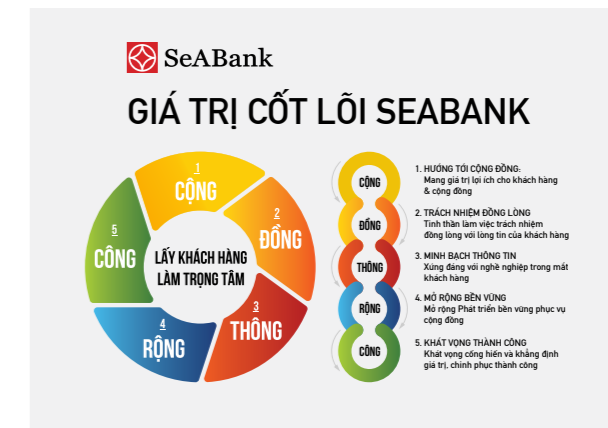 SeABank
GIÁ TRỊ CỐT LÕI SEABANK
1
CỘNG
2
ĐỒNG
3
THÔNG
4
RỘNG
5
CÔNG
LẤY KHÁCH HÀNG
LÀM TRỌNG TÂM
CỘNG
ĐỒNG
THÔNG
RỘNG
CÔNG
1. HƯỚNG TỚI CỘNG ĐỒNG:
Mang giá trị lợi ích cho khách hàng
& cộng đồng
2. TRÁCH NHIỆM ĐỒNG LÒNG
Tinh thần làm việc trách nhiệm
đồng lòng với lòng tin của khách hàng
3. MINH BẠCH THÔNG TIN
Xứng đáng với nghề nghiệp trong mắt
khách hàng
4. MỞ RỘNG BỀN VỮNG
Mở rộng Phát triển bền vững phục vụ
cộng đồng
5. KHÁT VỌNG THÀNH CÔNG
Khát vọng cống hiến và khẳng định
giá trị, chinh phục thành công